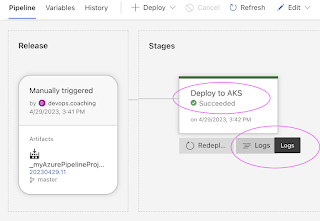 Pipeline Variables History
+ Deploy Cancel Refresh Edit
Release
Stages
Manually triggered
by devops.coaching
4/29/2023, 3:41 PM
Artifacts
_myAzurePipelineProj...
20230429.11
master
Deploy to AKS
Succeeded
on 4/29/2023, 3:42 PM
Redepl... Logs Logs